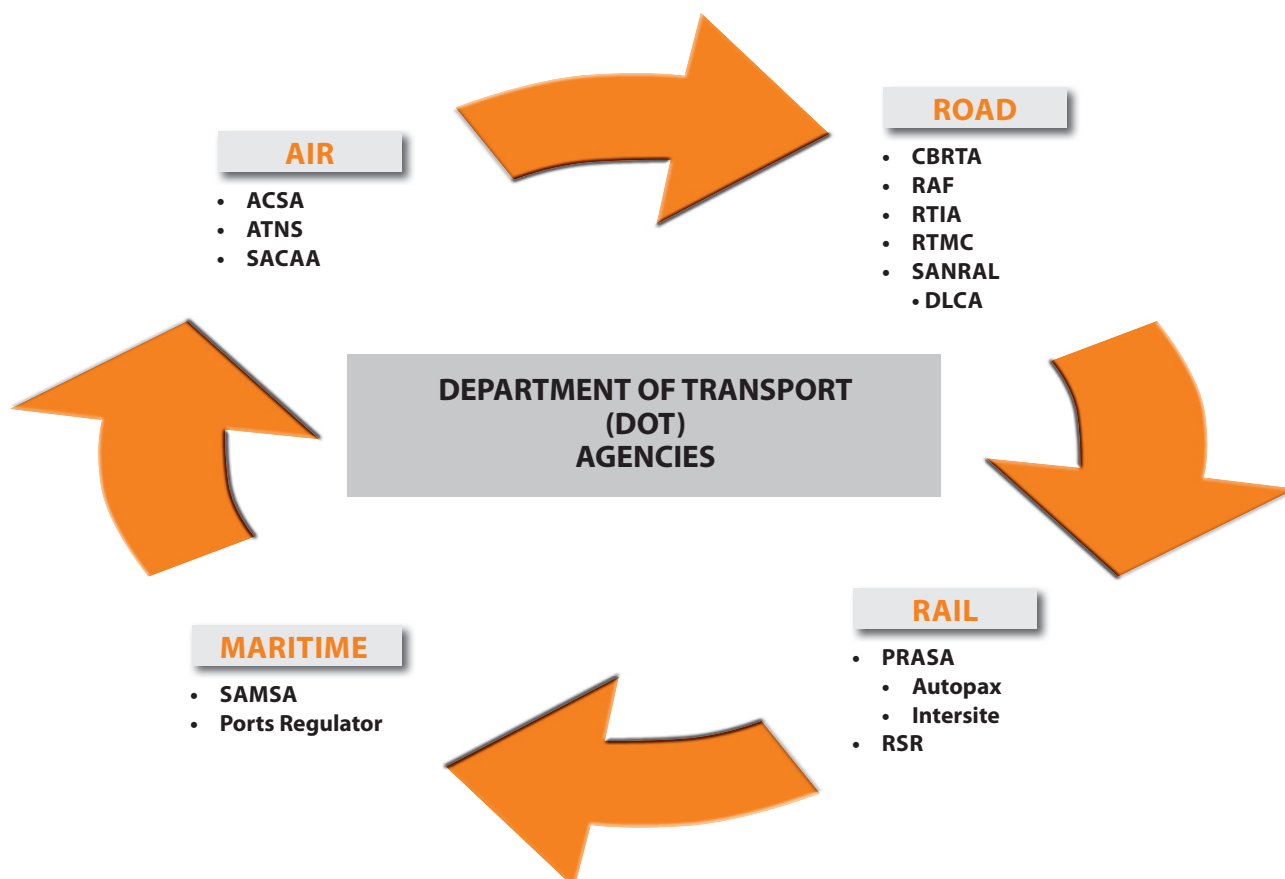 AIR
• ACSA
• ATNS
• SACAA
ROAD
• CBRTA
• RAF
• RTIA
• RTMC
• SANRAL
• DLCA
DEPARTMENT OF TRANSPORT
(DOT)
AGENCIES
MARITIME
• SAMSA
• Ports Regulator
RAIL
• PRASA
• Autopax
• Intersite
• RSR